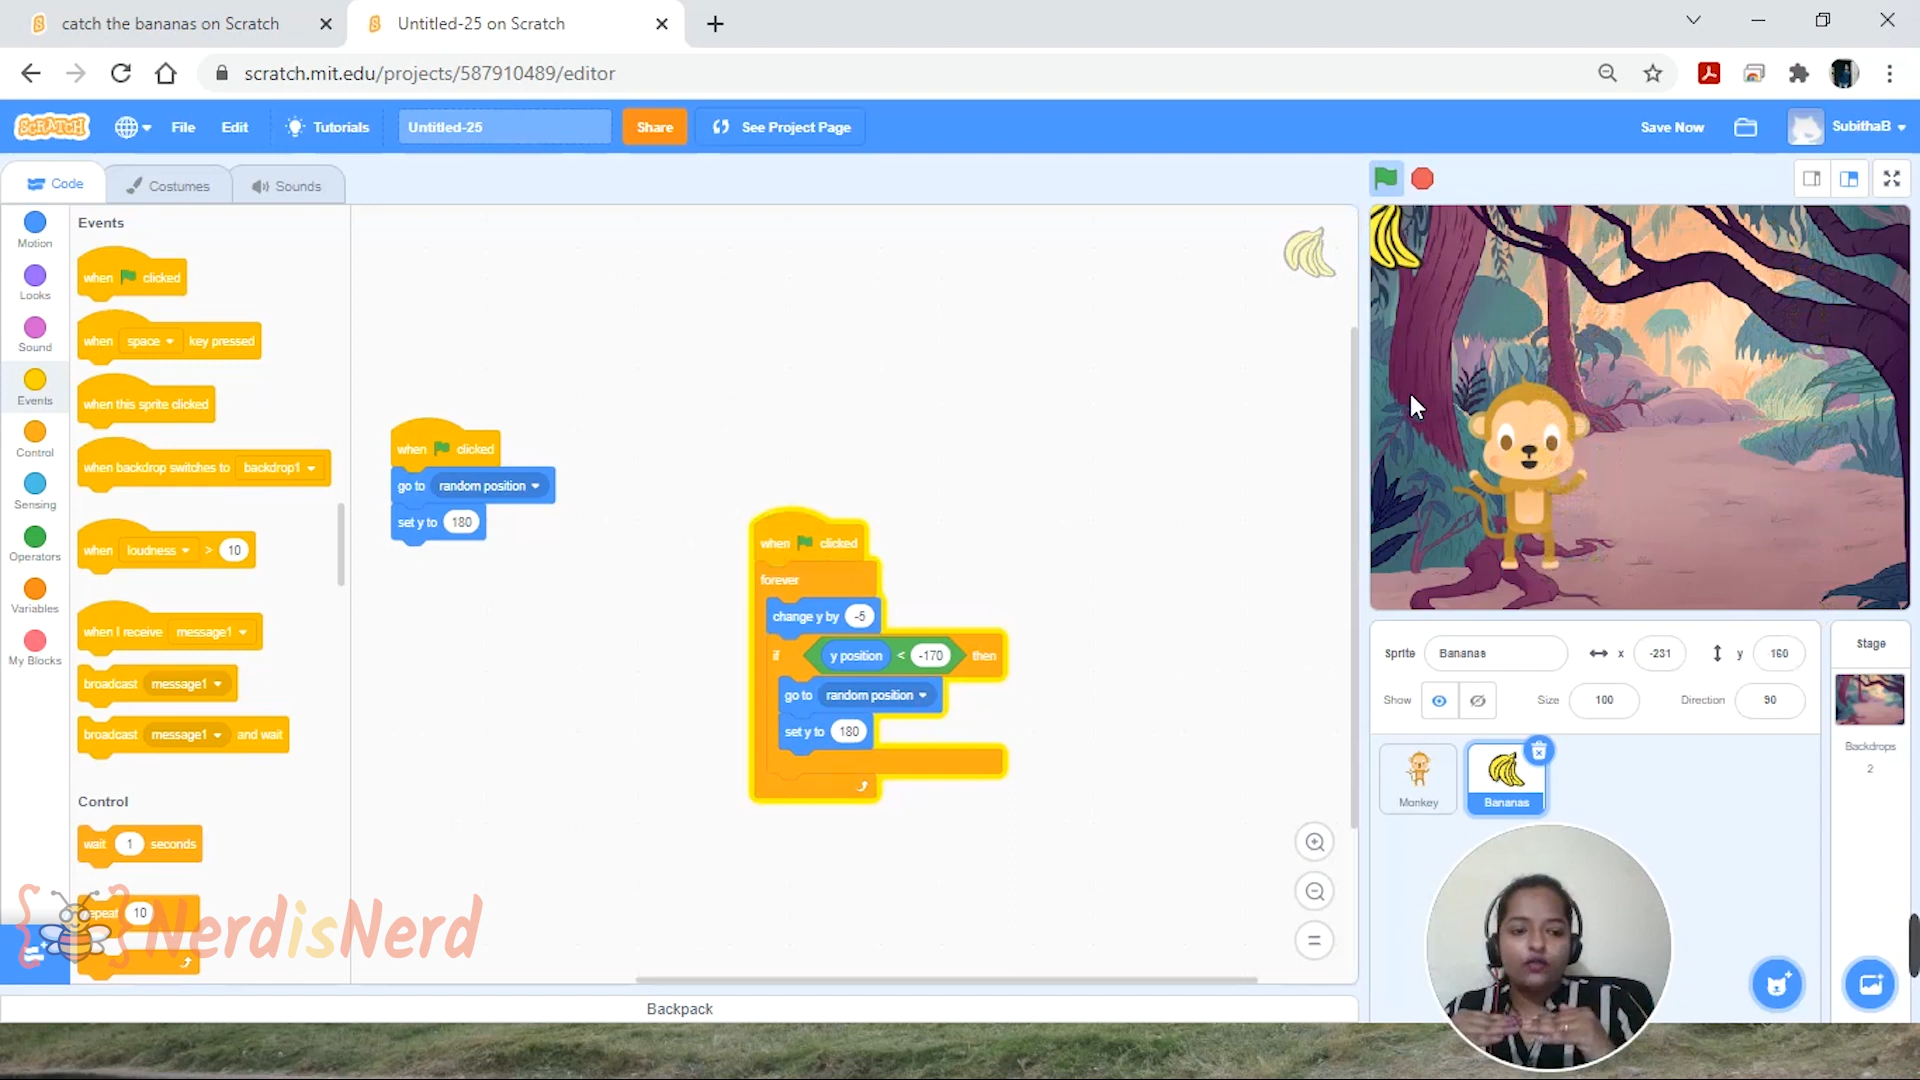 catch the bananas on Scratch
Untitled-25 on Scratch
scratch.mit.edu/projects/587910489/editor
SCRATCH
File
Edit
Tutorials
Untitled-25
Share
See Project Page
Save Now
SubithaB
Code
Costumes
Sounds
Motion
Looks
Sound
Events
Control
Sensing
Operators
Variables
My Blocks
Events
when clicked
when space key pressed
when this sprite clicked
when backdrop switches to backdrop1
when loudness > 10
when I receive message1
broadcast message1
broadcast message1 and wait
Control
wait 1 seconds
repeat 10
{ } NerdisNerd
when clicked
go to random position
set y to 180
when clicked
forever
change y by -5
if y position < -170 then
go to random position
set y to 180
Backpack
Sprite Bananas x -231 y 160
Show Size 100 Direction 90
Monkey
Bananas
Stage
Backdrops
2